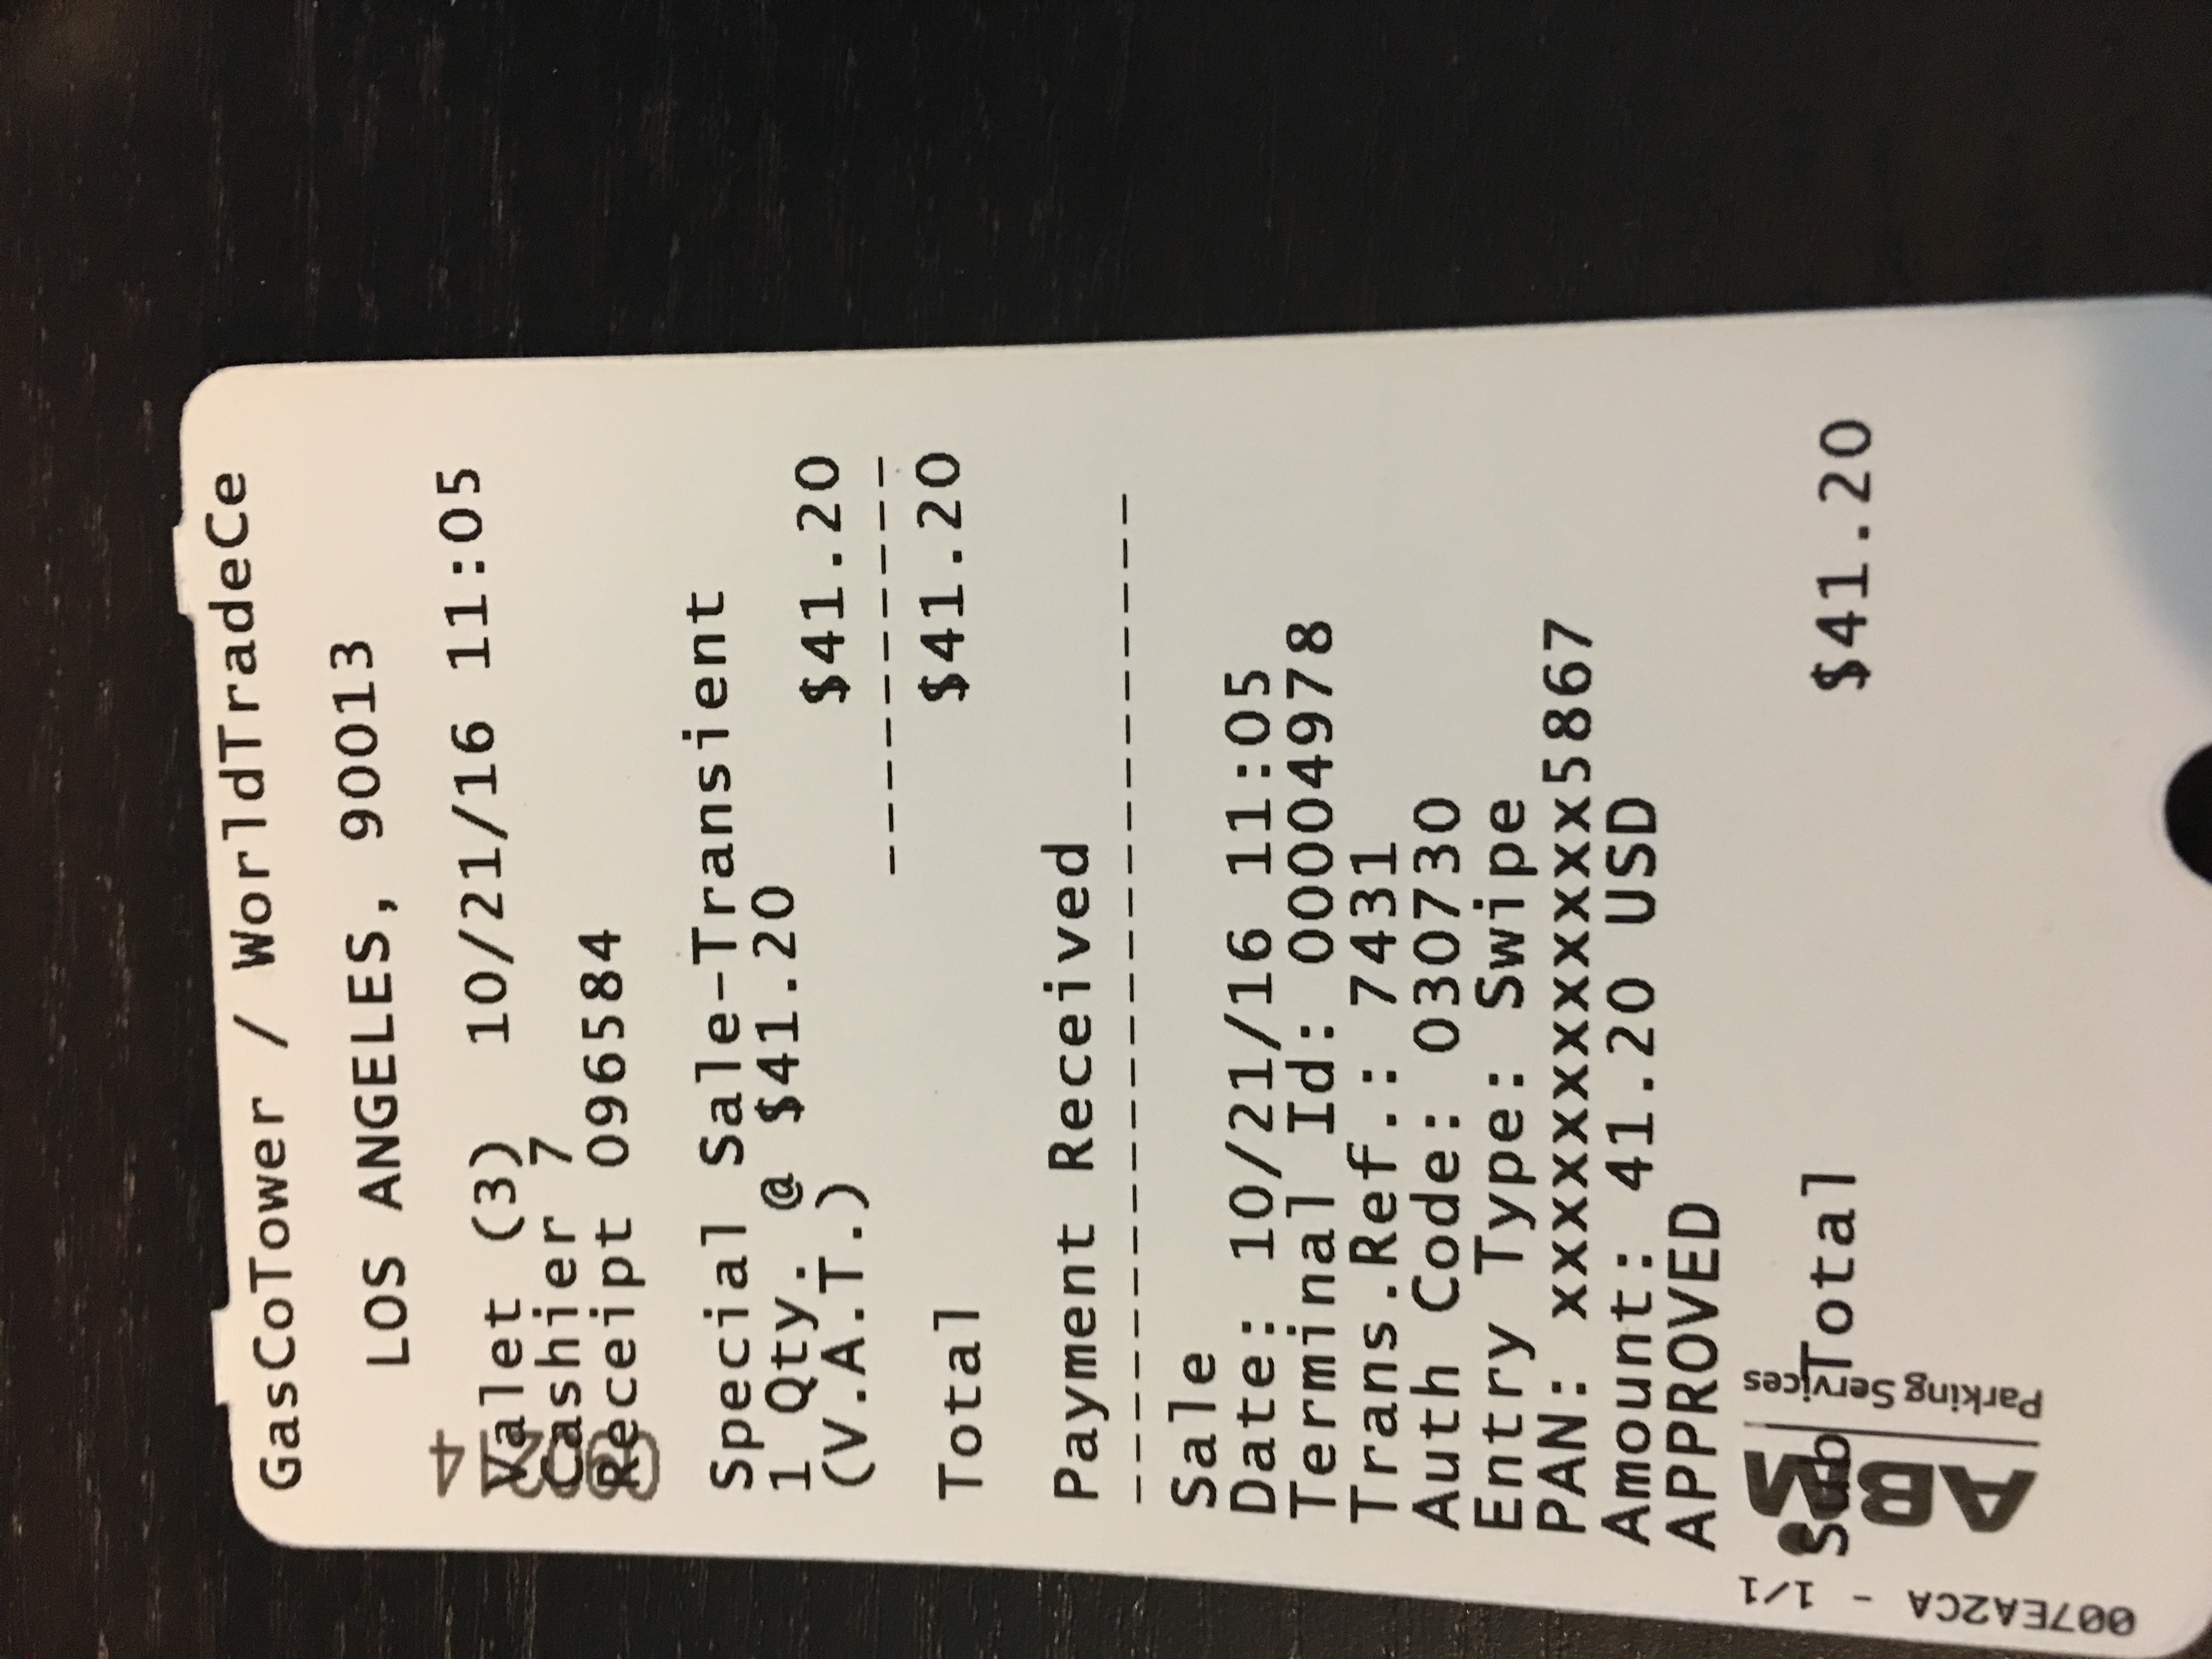 GasCoTower / WorldTradeCe
LOS ANGELES, 90013
Valet (3) 10/21/16 11:05
Cashier 7
Receipt 096584
Special Sale-Transient
1 Qty. @ $41.20
(V.A.T.) $41.20
----------
Total $41.20
Payment Received
-------------------------
Sale
Date: 10/21/16 11:05
Terminal Id: 00004978
Trans.Ref.: 7431
Auth Code: 030730
Entry Type: Swipe
PAN: xxxxxxxxxxxx5867
Amount: 41.20 USD
APPROVED
Sub Total $41.20
007EA2CA - 1/1
ABM
Parking Services